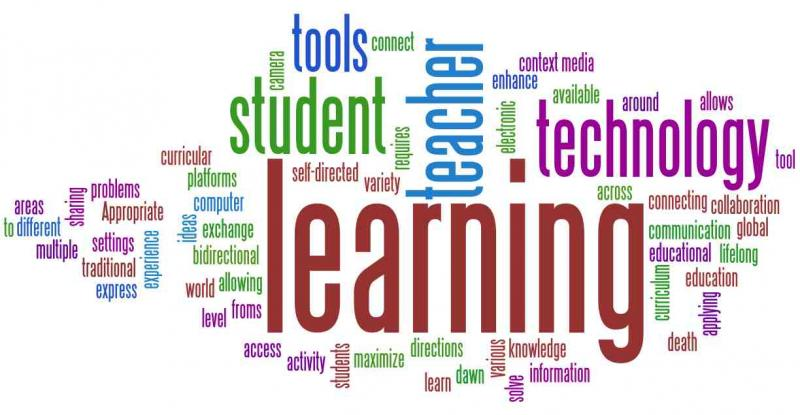 tools
connect
camera
teacher
context media
enhance
student
available
around
allows
electronic
technology
requires
tool
curricular
self-directed
variety
platforms
learning
across
connecting
collaboration
problems
sharing
areas
Appropriate
computer
to
different
ideas
exchange
communication
global
multiple
settings
experience
bidirectional
educational
lifelong
traditional
express
world
allowing
curriculum
education
level
froms
applying
access
activity
students
maximize
directions
various
knowledge
death
learn
dawn
solve
information